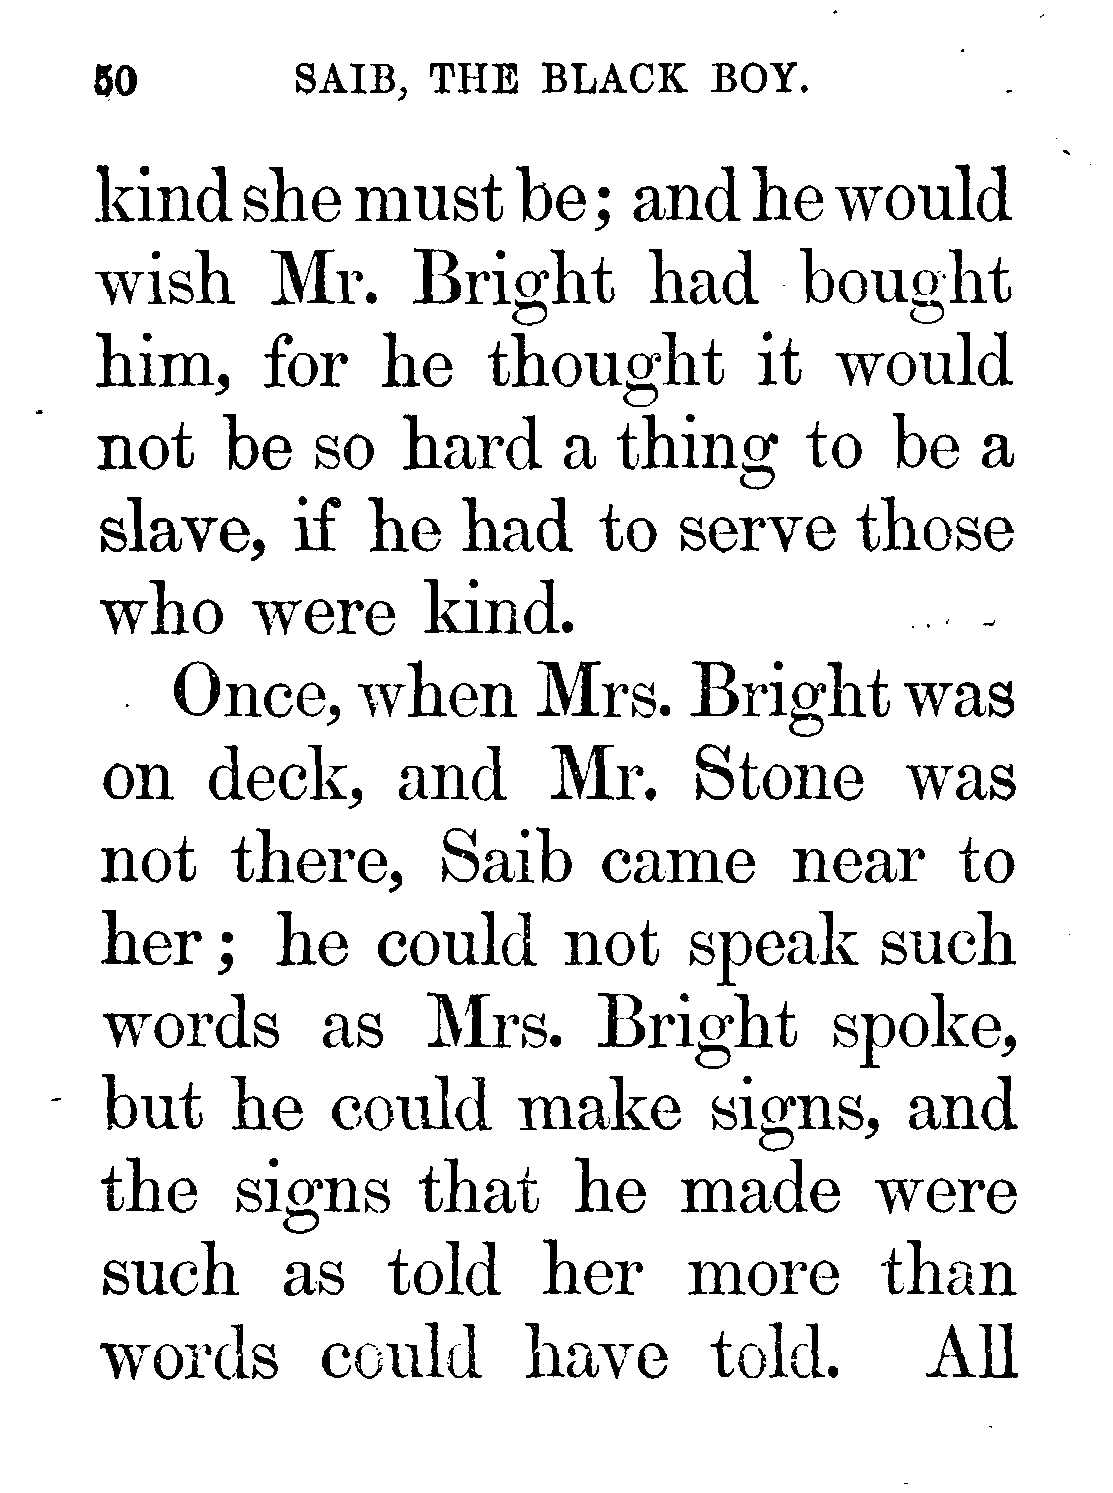 50 SAIB, THE BLACK BOY.
kind she must be; and he would
wish Mr. Bright had bought
him, for he thought it would
not be so hard a thing to be a
slave, if he had to serve those
who were kind.
Once, when Mrs. Bright was
on deck, and Mr. Stone was
not there, Saib came near to
her; he could not speak such
words as Mrs. Bright spoke,
but he could make signs, and
the signs that he made were
such as told her more than
words could have told. All